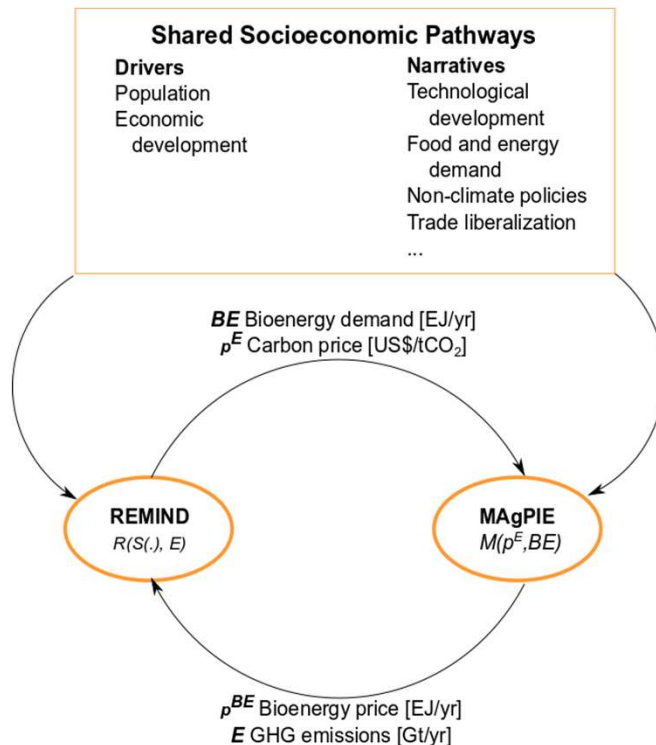 Shared Socioeconomic Pathways
Drivers
Population
Economic
development
Narratives
Technological
development
Food and energy
demand
Non-climate policies
Trade liberalization
...
BE Bioenergy demand [EJ/yr]
p^E Carbon price [US$/tCO₂]
REMIND
R(S(.), E)
MAgPIE
M(p^E,BE)
p^BE Bioenergy price [EJ/yr]
E GHG emissions [Gt/yr]